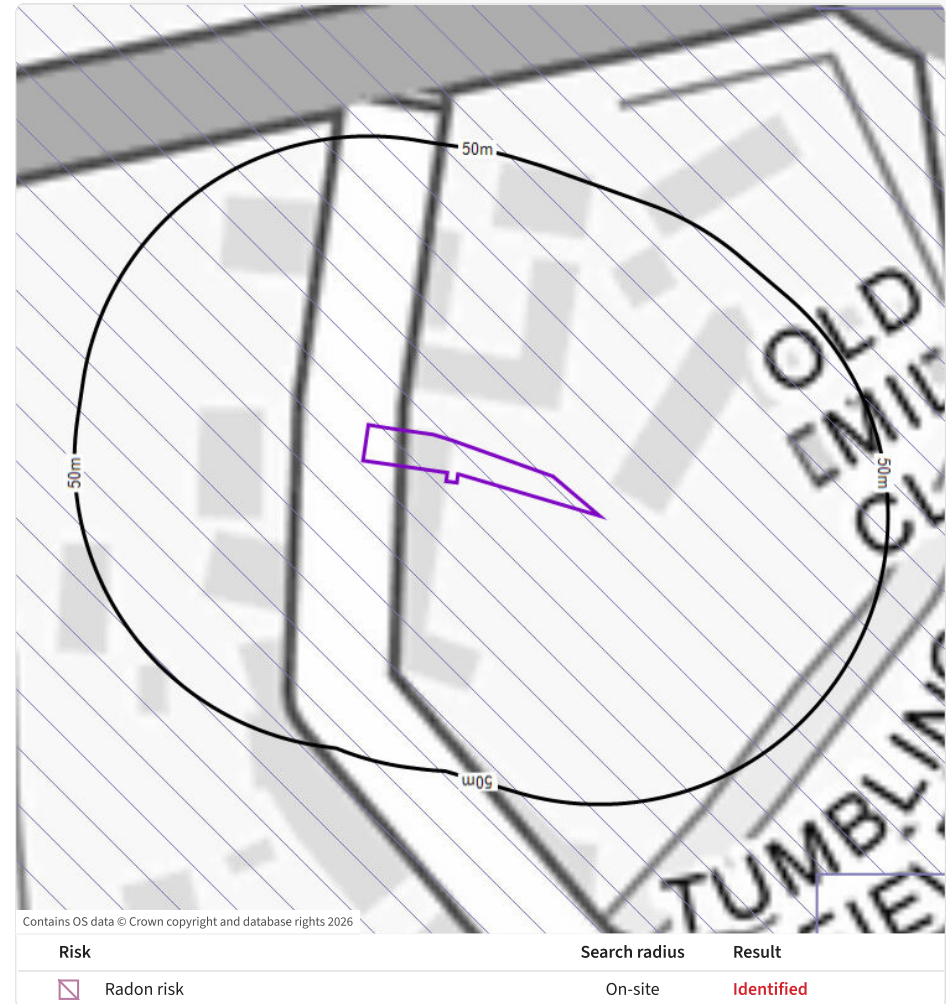 50m
OLD
50m
50m
50m
TUMBLING
Contains OS data © Crown copyright and database rights 2026
Risk Search radius Result
Radon risk On-site Identified